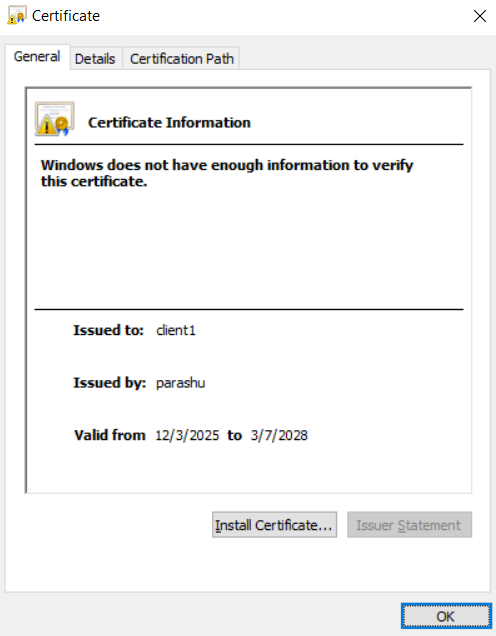 Certificate
General
Details
Certification Path
Certificate Information
Windows does not have enough information to verify
this certificate.
Issued to: client1
Issued by: parashu
Valid from 12/3/2025 to 3/7/2028
Install Certificate...
Issuer Statement
OK